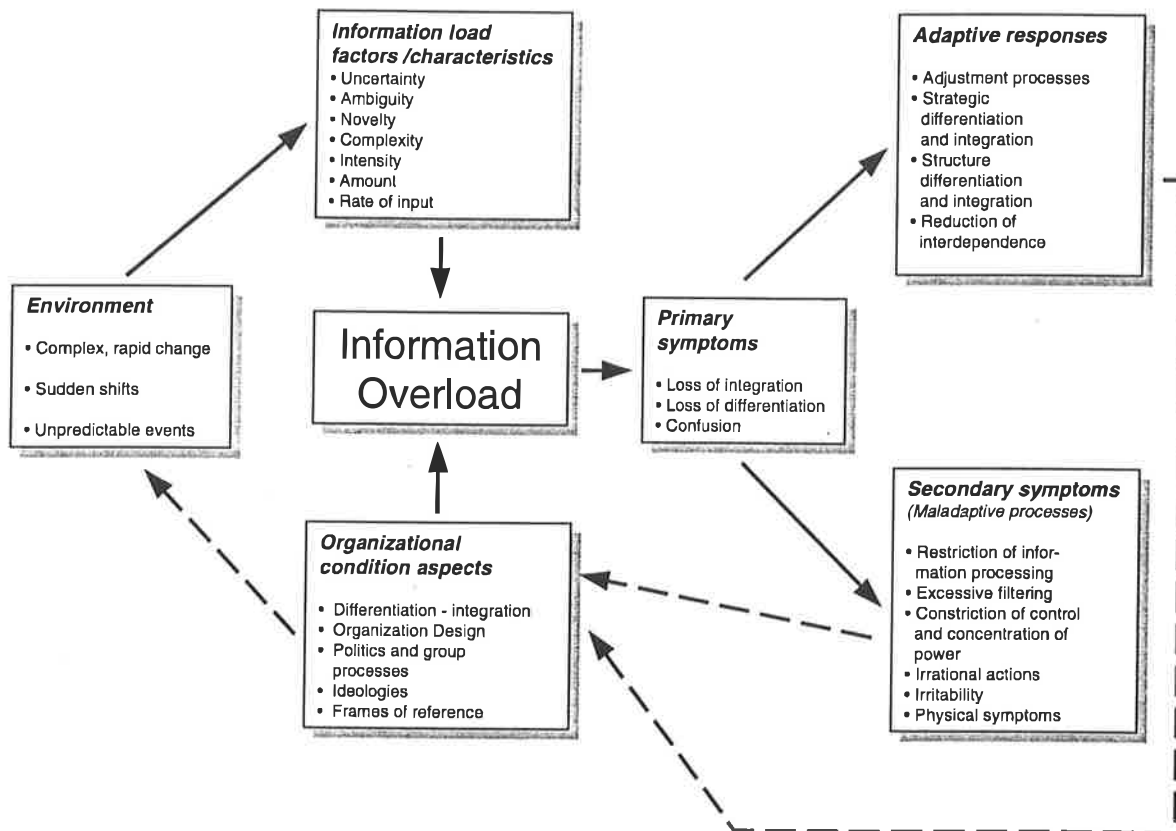 Information load
factors /characteristics
• Uncertainty
• Ambiguity
• Novelty
• Complexity
• Intensity
• Amount
• Rate of input
Adaptive responses
• Adjustment processes
• Strategic
differentiation
and integration
• Structure
differentiation
and integration
• Reduction of
interdependence
Environment
• Complex, rapid change
• Sudden shifts
• Unpredictable events
Information
Overload
Primary
symptoms
• Loss of integration
• Loss of differentiation
• Confusion
Organizational
condition aspects
• Differentiation - integration
• Organization Design
• Politics and group
processes
• Ideologies
• Frames of reference
Secondary symptoms
(Maladaptive processes)
• Restriction of infor-
mation processing
• Excessive filtering
• Constriction of control
and concentration of
power
• Irrational actions
• Irritability
• Physical symptoms